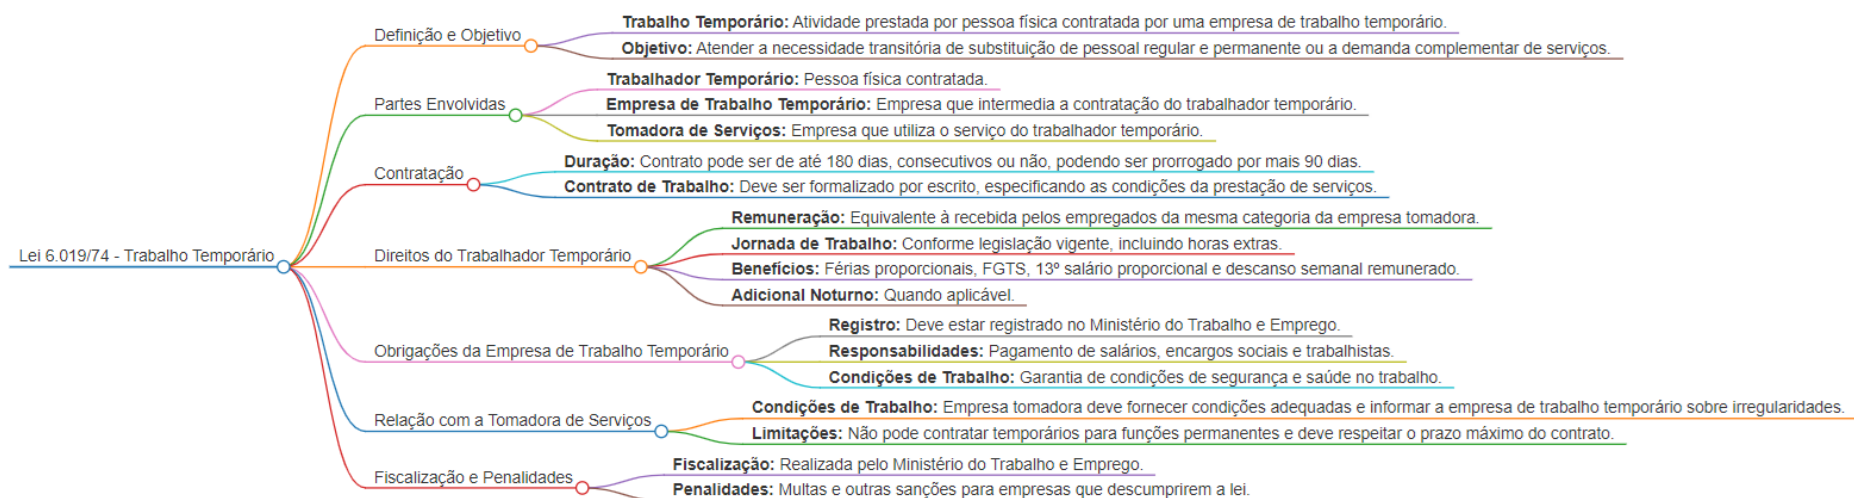 Lei 6.019/74 - Trabalho Temporário
Definição e Objetivo
Trabalho Temporário: Atividade prestada por pessoa física contratada por uma empresa de trabalho temporário.
Objetivo: Atender a necessidade transitória de substituição de pessoal regular e permanente ou a demanda complementar de serviços.
Partes Envolvidas
Trabalhador Temporário: Pessoa física contratada.
Empresa de Trabalho Temporário: Empresa que intermedia a contratação do trabalhador temporário.
Tomadora de Serviços: Empresa que utiliza o serviço do trabalhador temporário.
Contratação
Duração: Contrato pode ser de até 180 dias, consecutivos ou não, podendo ser prorrogado por mais 90 dias.
Contrato de Trabalho: Deve ser formalizado por escrito, especificando as condições da prestação de serviços.
Direitos do Trabalhador Temporário
Remuneração: Equivalente à recebida pelos empregados da mesma categoria da empresa tomadora.
Jornada de Trabalho: Conforme legislação vigente, incluindo horas extras.
Benefícios: Férias proporcionais, FGTS, 13º salário proporcional e descanso semanal remunerado.
Adicional Noturno: Quando aplicável.
Obrigações da Empresa de Trabalho Temporário
Registro: Deve estar registrado no Ministério do Trabalho e Emprego.
Responsabilidades: Pagamento de salários, encargos sociais e trabalhistas.
Condições de Trabalho: Garantia de condições de segurança e saúde no trabalho.
Relação com a Tomadora de Serviços
Condições de Trabalho: Empresa tomadora deve fornecer condições adequadas e informar a empresa de trabalho temporário sobre irregularidades.
Limitações: Não pode contratar temporários para funções permanentes e deve respeitar o prazo máximo do contrato.
Fiscalização e Penalidades
Fiscalização: Realizada pelo Ministério do Trabalho e Emprego.
Penalidades: Multas e outras sanções para empresas que descumprirem a lei.